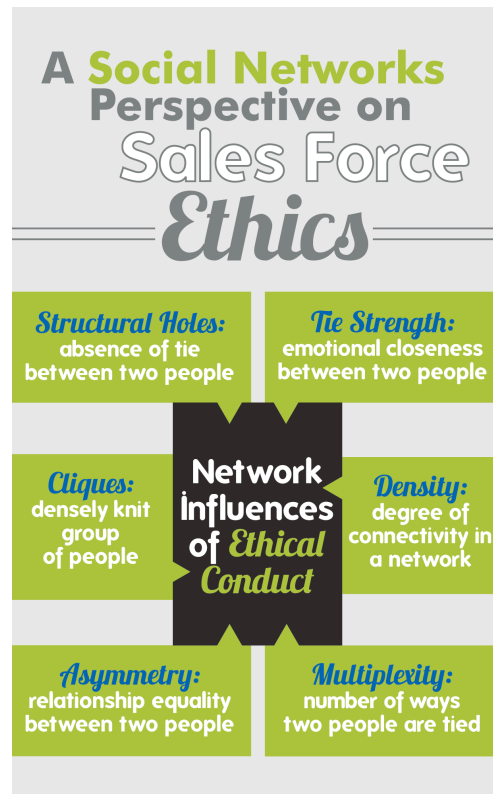 A Social Networks
Perspective on
Sales Force
Ethics
Structural Holes:
absence of tie
between two people
Tie Strength:
emotional closeness
between two people
Cliques:
densely knit
group
of people
Network
Influences
of Ethical
Conduct
Density:
degree of
connectivity in
a network
Asymmetry:
relationship equality
between two people
Multiplexity:
number of ways
two people are tied